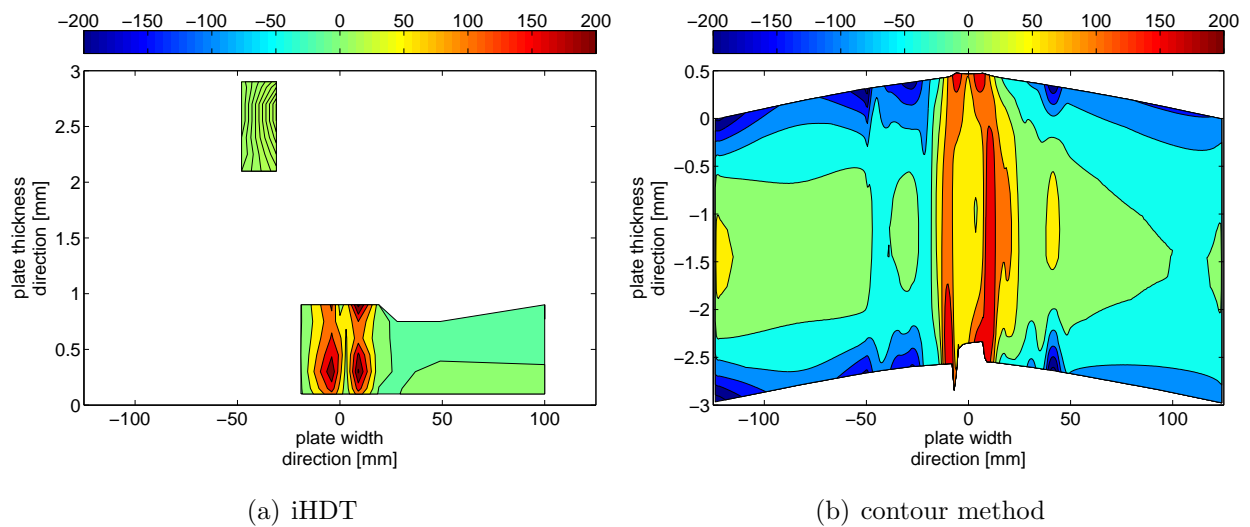 −200 −150 −100 −50 0 50 100 150 200
3
2.5
2
1.5
1
0.5
0
plate thickness
direction [mm]
−100 −50 0 50 100
plate width
direction [mm]
(a) iHDT
−200 −150 −100 −50 0 50 100 150 200
0.5
0
−0.5
−1
−1.5
−2
−2.5
−3
plate thickness
direction [mm]
−100 −50 0 50 100
plate width
direction [mm]
(b) contour method